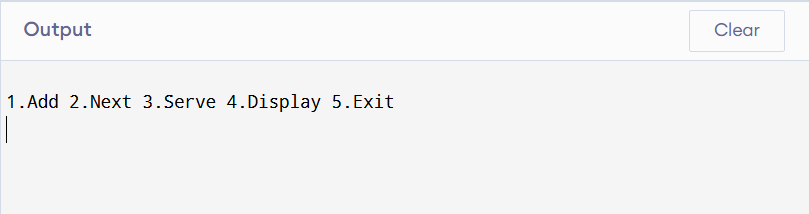 Output
Clear
1.Add 2.Next 3.Serve 4.Display 5.Exit